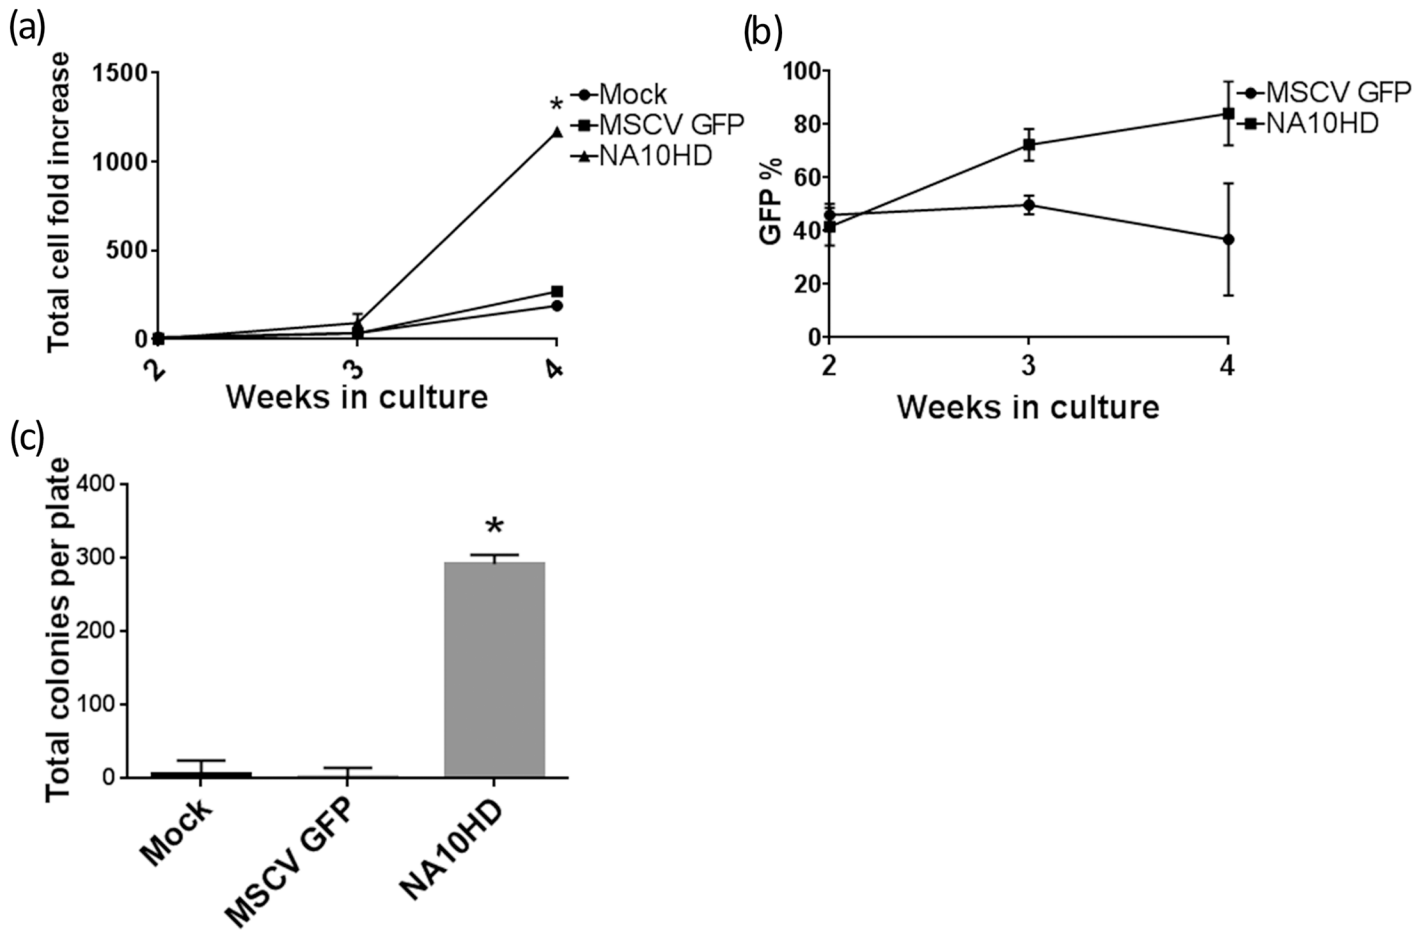 (a)
Total cell fold increase
1500
1000
500
0
2
3
4
Weeks in culture
*
Mock
MSCV GFP
NA10HD
(b)
GFP %
100
80
60
40
20
0
2
3
4
Weeks in culture
MSCV GFP
NA10HD
(c)
Total colonies per plate
400
300
200
100
0
*
Mock
MSCV GFP
NA10HD